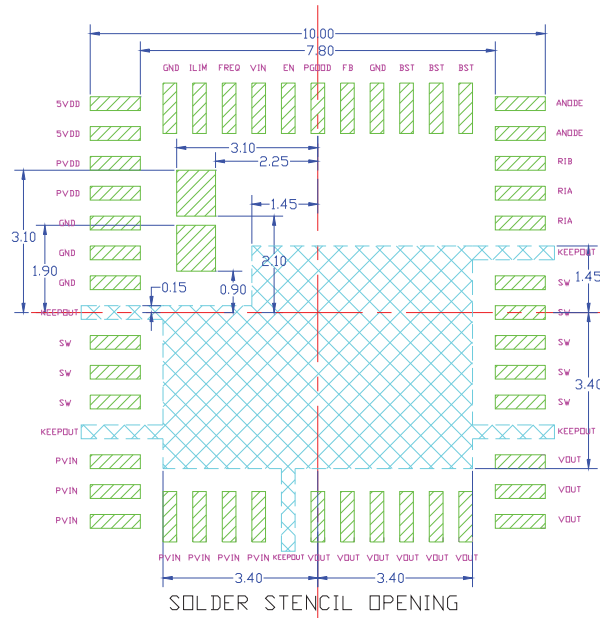 10.00
7.80
GND ILIM FREQ VIN EN PGOOD FB GND BST BST BST
5VDD
5VDD
PVDD
PVDD
GND
GND
GND
KEEPOUT
SW
SW
SW
KEEPOUT
PVIN
PVIN
PVIN
ANODE
ANODE
RIB
RIA
RIA
KEEPOUT
SW
SW
SW
SW
SW
KEEPOUT
VOUT
VOUT
VOUT
3.10
2.25
1.45
3.10
1.90
2.10
0.15
0.90
1.45
3.40
PVIN PVIN PVIN PVIN KEEPOUT VOUT VOUT VOUT VOUT VOUT VOUT
3.40
3.40
SOLDER STENCIL OPENING